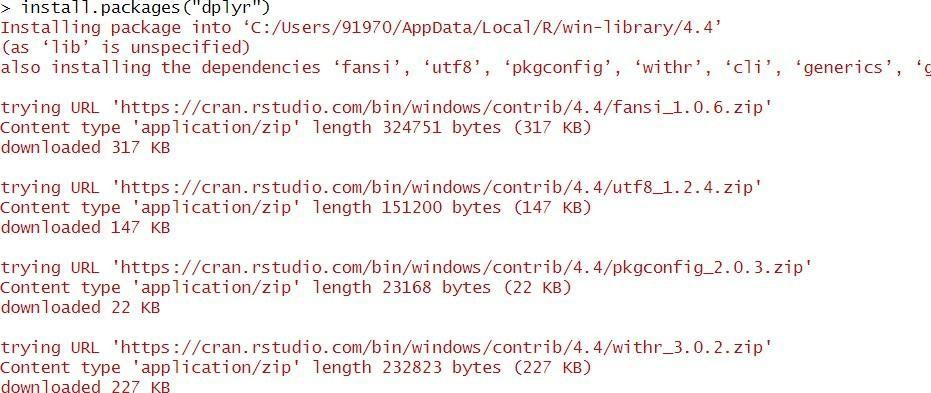 > install.packages("dplyr")
Installing package into ‘C:/Users/91970/AppData/Local/R/win-library/4.4’
(as ‘lib’ is unspecified)
also installing the dependencies ‘fansi’, ‘utf8’, ‘pkgconfig’, ‘withr’, ‘cli’, ‘generics’, ‘g
trying URL 'https://cran.rstudio.com/bin/windows/contrib/4.4/fansi_1.0.6.zip'
Content type 'application/zip' length 324751 bytes (317 KB)
downloaded 317 KB
trying URL 'https://cran.rstudio.com/bin/windows/contrib/4.4/utf8_1.2.4.zip'
Content type 'application/zip' length 151200 bytes (147 KB)
downloaded 147 KB
trying URL 'https://cran.rstudio.com/bin/windows/contrib/4.4/pkgconfig_2.0.3.zip'
Content type 'application/zip' length 23168 bytes (22 KB)
downloaded 22 KB
trying URL 'https://cran.rstudio.com/bin/windows/contrib/4.4/withr_3.0.2.zip'
Content type 'application/zip' length 232823 bytes (227 KB)
downloaded 227 KB